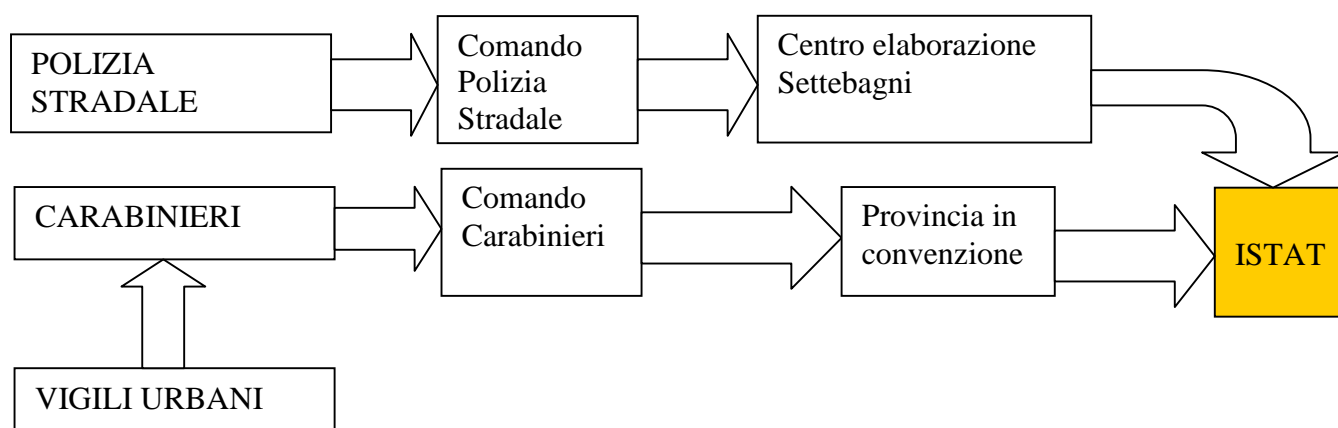 POLIZIA
STRADALE
Comando
Polizia
Stradale
Centro elaborazione
Settebagni
CARABINIERI
Comando
Carabinieri
Provincia in
convenzione
ISTAT
VIGILI URBANI